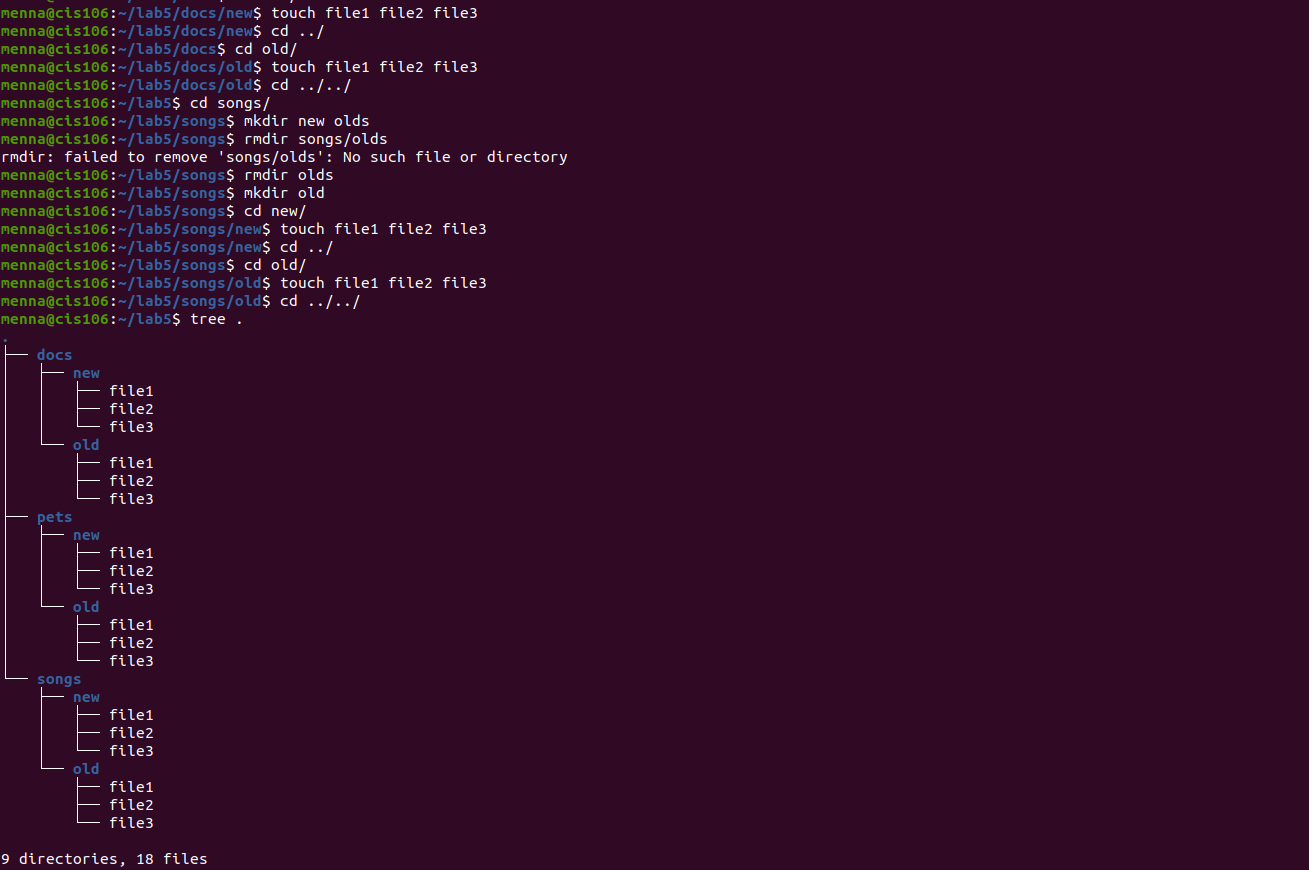 menna@cis106:~/lab5/docs/new$ touch file1 file2 file3
menna@cis106:~/lab5/docs/new$ cd ../
menna@cis106:~/lab5/docs$ cd old/
menna@cis106:~/lab5/docs/old$ touch file1 file2 file3
menna@cis106:~/lab5/docs/old$ cd ../../
menna@cis106:~/lab5$ cd songs/
menna@cis106:~/lab5/songs$ mkdir new olds
menna@cis106:~/lab5/songs$ rmdir songs/olds
rmdir: failed to remove 'songs/olds': No such file or directory
menna@cis106:~/lab5/songs$ rmdir olds
menna@cis106:~/lab5/songs$ mkdir old
menna@cis106:~/lab5/songs$ cd new/
menna@cis106:~/lab5/songs/new$ touch file1 file2 file3
menna@cis106:~/lab5/songs/new$ cd ../
menna@cis106:~/lab5/songs$ cd old/
menna@cis106:~/lab5/songs/old$ touch file1 file2 file3
menna@cis106:~/lab5/songs/old$ cd ../../
menna@cis106:~/lab5$ tree .
.
├── docs
│   ├── new
│   │   ├── file1
│   │   ├── file2
│   │   └── file3
│   └── old
│       ├── file1
│       ├── file2
│       └── file3
├── pets
│   ├── new
│   │   ├── file1
│   │   ├── file2
│   │   └── file3
│   └── old
│       ├── file1
│       ├── file2
│       └── file3
└── songs
    ├── new
    │   ├── file1
    │   ├── file2
    │   └── file3
    └── old
        ├── file1
        ├── file2
        └── file3
9 directories, 18 files